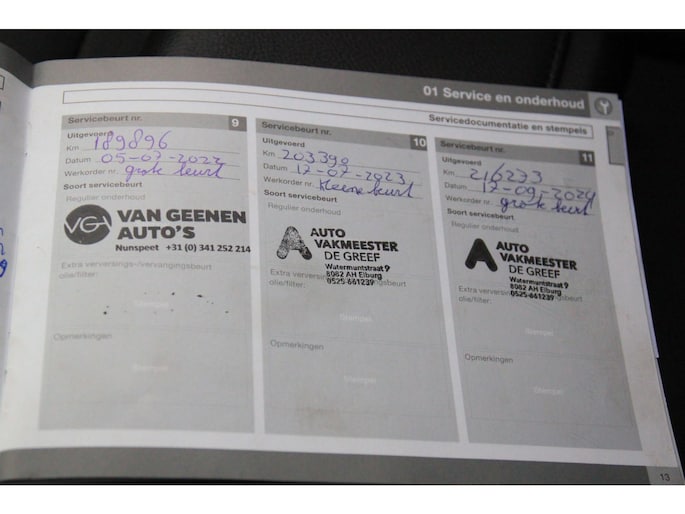 01 Service en onderhoud
Servicedocumentatie en stempels
Servicebeurt nr. 9
Uitgevoerd
Km 189896
Datum 05-07-2022
Werkorder nr. grote beurt
Soort servicebeurt
Regulier onderhoud
VGA VAN GEENEN
AUTO'S
Nunspeet +31 (0) 341 252 214
Extra verversings-/vervangingsbeurt
olie/filter:
Stempel
Opmerkingen
Stempel
Servicebeurt nr. 10
Uitgevoerd
Km 203390
Datum 12-07-2023
Werkorder nr. kleine beurt
Soort servicebeurt
Regulier onderhoud
AUTO
VAKMEESTER
DE GREEF
Watermuntstraat 9
8082 AH Elburg
0525-661239
Extra
olie/filter:
Stempel
Opmerkingen
Stempel
Servicebeurt nr. 11
Uitgevoerd
Km 216273
Datum 12-09-2024
Werkorder nr. grote beurt
Soort servicebeurt
Regulier onderhoud
AUTO
VAKMEESTER
DE GREEF
Watermuntstraat 9
8082 AH Elburg
0525-661239
Extra
olie/filter:
Stempel
Opmerkingen
Stempel
13